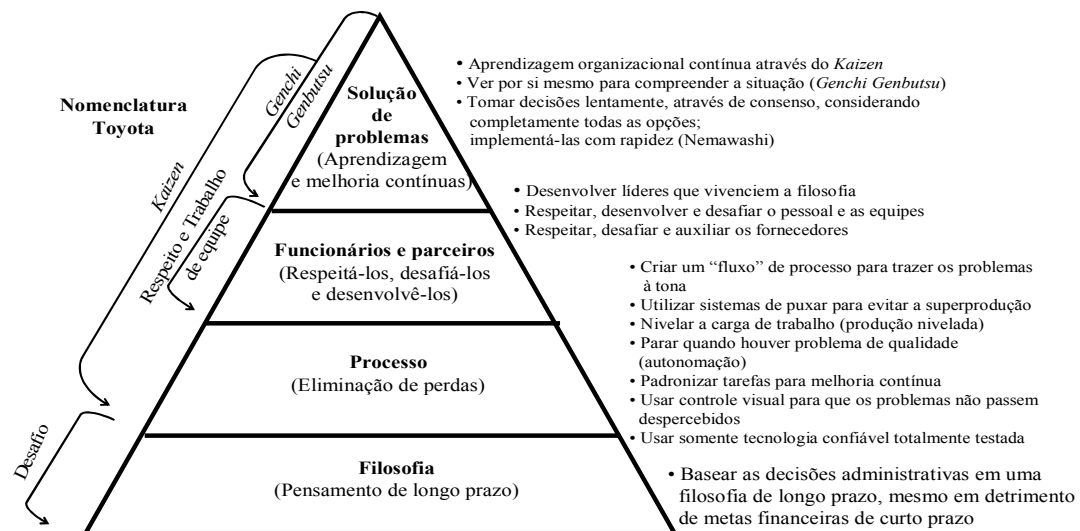 Nomenclatura
Toyota
Kaizen
Genchi
Genbutsu
Respeito e Trabalho
de equipe
Desafio
Solução
de
problemas
(Aprendizagem
e melhoria contínuas)
• Aprendizagem organizacional contínua através do Kaizen
• Ver por si mesmo para compreender a situação (Genchi Genbutsu)
• Tomar decisões lentamente, através de consenso, considerando
completamente todas as opções;
implementá-las com rapidez (Nemawashi)
Funcionários e parceiros
(Respeitá-los, desafiá-los
e desenvolvê-los)
• Desenvolver líderes que vivenciem a filosofia
• Respeitar, desenvolver e desafiar o pessoal e as equipes
• Respeitar, desafiar e auxiliar os fornecedores
Processo
(Eliminação de perdas)
• Criar um “fluxo” de processo para trazer os problemas
à tona
• Utilizar sistemas de puxar para evitar a superprodução
• Nivelar a carga de trabalho (produção nivelada)
• Parar quando houver problema de qualidade
(autonomação)
• Padronizar tarefas para melhoria contínua
• Usar controle visual para que os problemas não passem
despercebidos
• Usar somente tecnologia confiável totalmente testada
Filosofia
(Pensamento de longo prazo)
• Basear as decisões administrativas em uma
filosofia de longo prazo, mesmo em detrimento
de metas financeiras de curto prazo